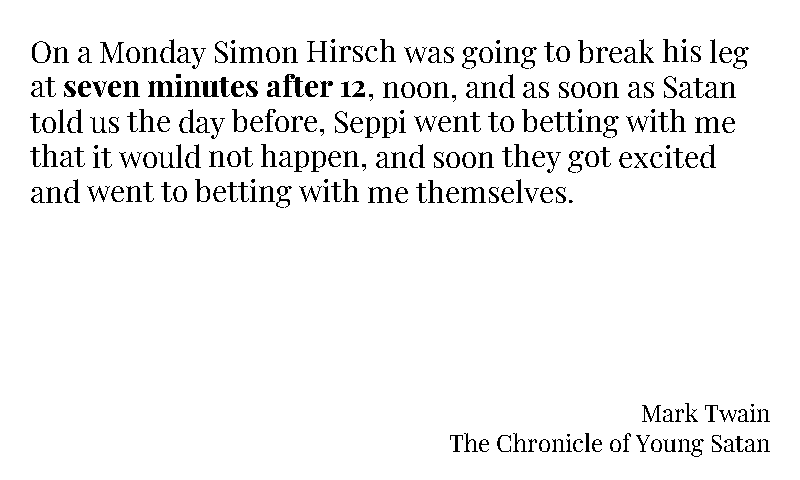 On a Monday Simon Hirsch was going to break his leg
at seven minutes after 12, noon, and as soon as Satan
told us the day before, Seppi went to betting with me
that it would not happen, and soon they got excited
and went to betting with me themselves.
Mark Twain
The Chronicle of Young Satan